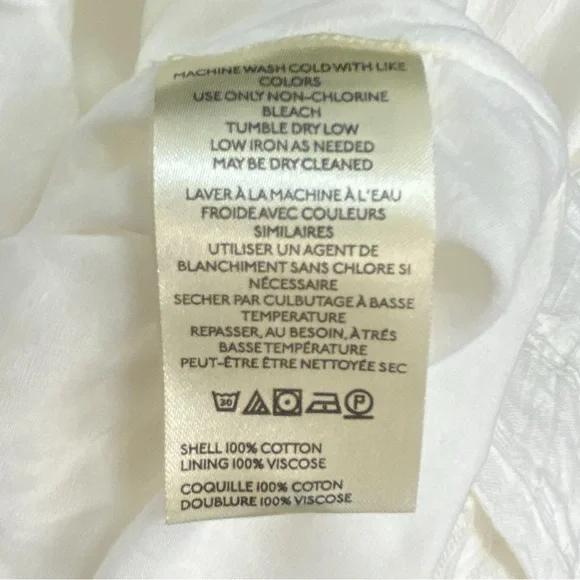 MACHINE WASH COLD WITH LIKE
COLORS
USE ONLY NON-CHLORINE
BLEACH
TUMBLE DRY LOW
LOW IRON AS NEEDED
MAY BE DRY CLEANED
LAVER À LA MACHINE À L'EAU
FROIDE AVEC COULEURS
SIMILAIRES
UTILISER UN AGENT DE
BLANCHIMENT SANS CHLORE SI
NÉCESSAIRE
SECHER PAR CULBUTAGE À BASSE
TEMPERATURE
REPASSER, AU BESOIN, À TRÉS
BASSE TEMPÉRATURE
PEUT-ÊTRE ÊTRE NETTOYÉE SEC
30 P
SHELL 100% COTTON
LINING 100% VISCOSE
COQUILLE 100% COTON
DOUBLURE 100% VISCOSE